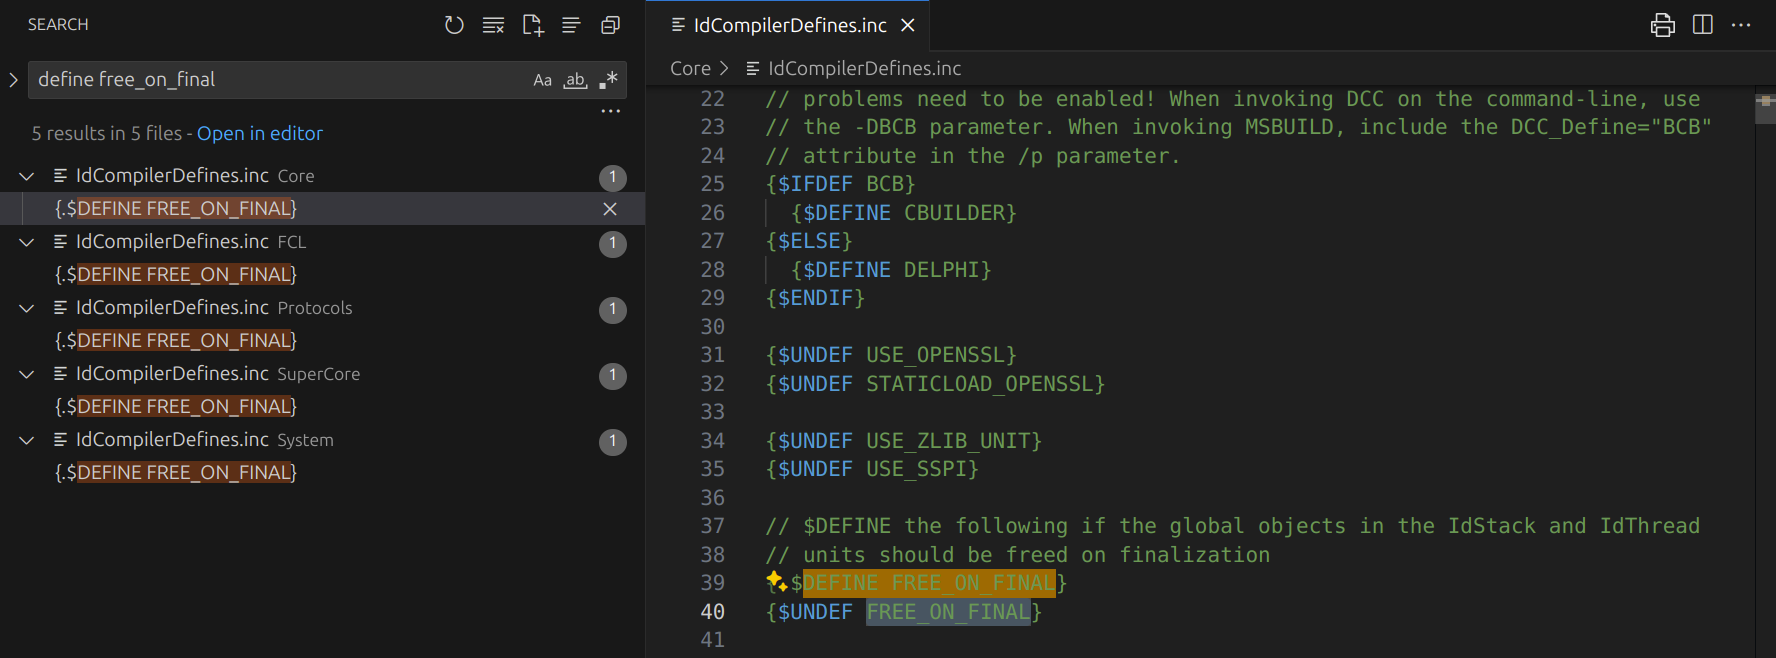 SEARCH
define free_on_final
Aa ab .*
5 results in 5 files - Open in editor
IdCompilerDefines.inc Core 1
{.$DEFINE FREE_ON_FINAL}
IdCompilerDefines.inc FCL 1
{.$DEFINE FREE_ON_FINAL}
IdCompilerDefines.inc Protocols 1
{.$DEFINE FREE_ON_FINAL}
IdCompilerDefines.inc SuperCore 1
{.$DEFINE FREE_ON_FINAL}
IdCompilerDefines.inc System 1
{.$DEFINE FREE_ON_FINAL}
IdCompilerDefines.inc
Core > IdCompilerDefines.inc
22 // problems need to be enabled! When invoking DCC on the command-line, use
23 // the -DBCB parameter. When invoking MSBUILD, include the DCC_Define="BCB"
24 // attribute in the /p parameter.
25 {$IFDEF BCB}
26 {$DEFINE CBUILDER}
27 {$ELSE}
28 {$DEFINE DELPHI}
29 {$ENDIF}
30
31 {$UNDEF USE_OPENSSL}
32 {$UNDEF STATICLOAD_OPENSSL}
33
34 {$UNDEF USE_ZLIB_UNIT}
35 {$UNDEF USE_SSPI}
36
37 // $DEFINE the following if the global objects in the IdStack and IdThread
38 // units should be freed on finalization
39 $DEFINE FREE_ON_FINAL}
40 {$UNDEF FREE_ON_FINAL}
41